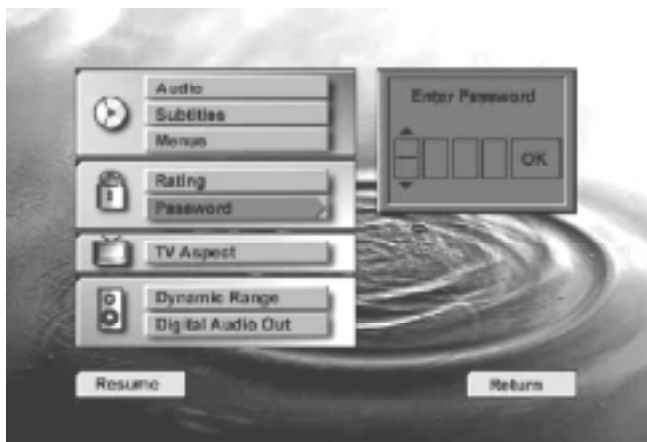 Audio
Subtitles
Menus
Rating
Password
TV Aspect
Dynamic Range
Digital Audio Out
Enter Password
OK
Resume
Return